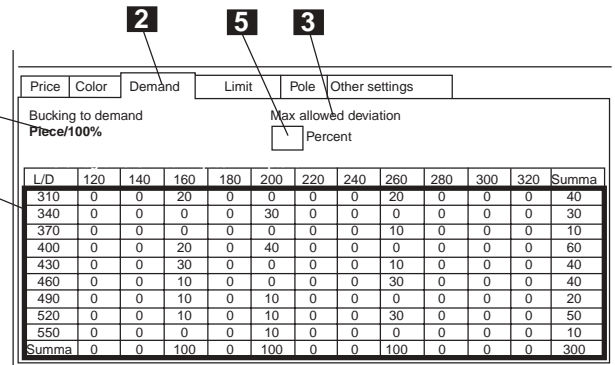 2 5 3
Price Color Demand Limit Pole Other settings
Bucking to demand Max allowed deviation
Piece/100% Percent
L/D 120 140 160 180 200 220 240 260 280 300 320 Summa
310 0 0 20 0 0 0 0 20 0 0 0 40
340 0 0 0 0 30 0 0 0 0 0 0 30
370 0 0 0 0 0 0 0 10 0 0 0 10
400 0 0 20 0 40 0 0 0 0 0 0 60
430 0 0 30 0 0 0 0 10 0 0 0 40
460 0 0 10 0 0 0 0 30 0 0 0 40
490 0 0 10 0 10 0 0 0 0 0 0 20
520 0 0 10 0 10 0 0 30 0 0 0 50
550 0 0 0 0 10 0 0 0 0 0 0 10
Summa 0 0 100 0 100 0 0 100 0 0 0 300